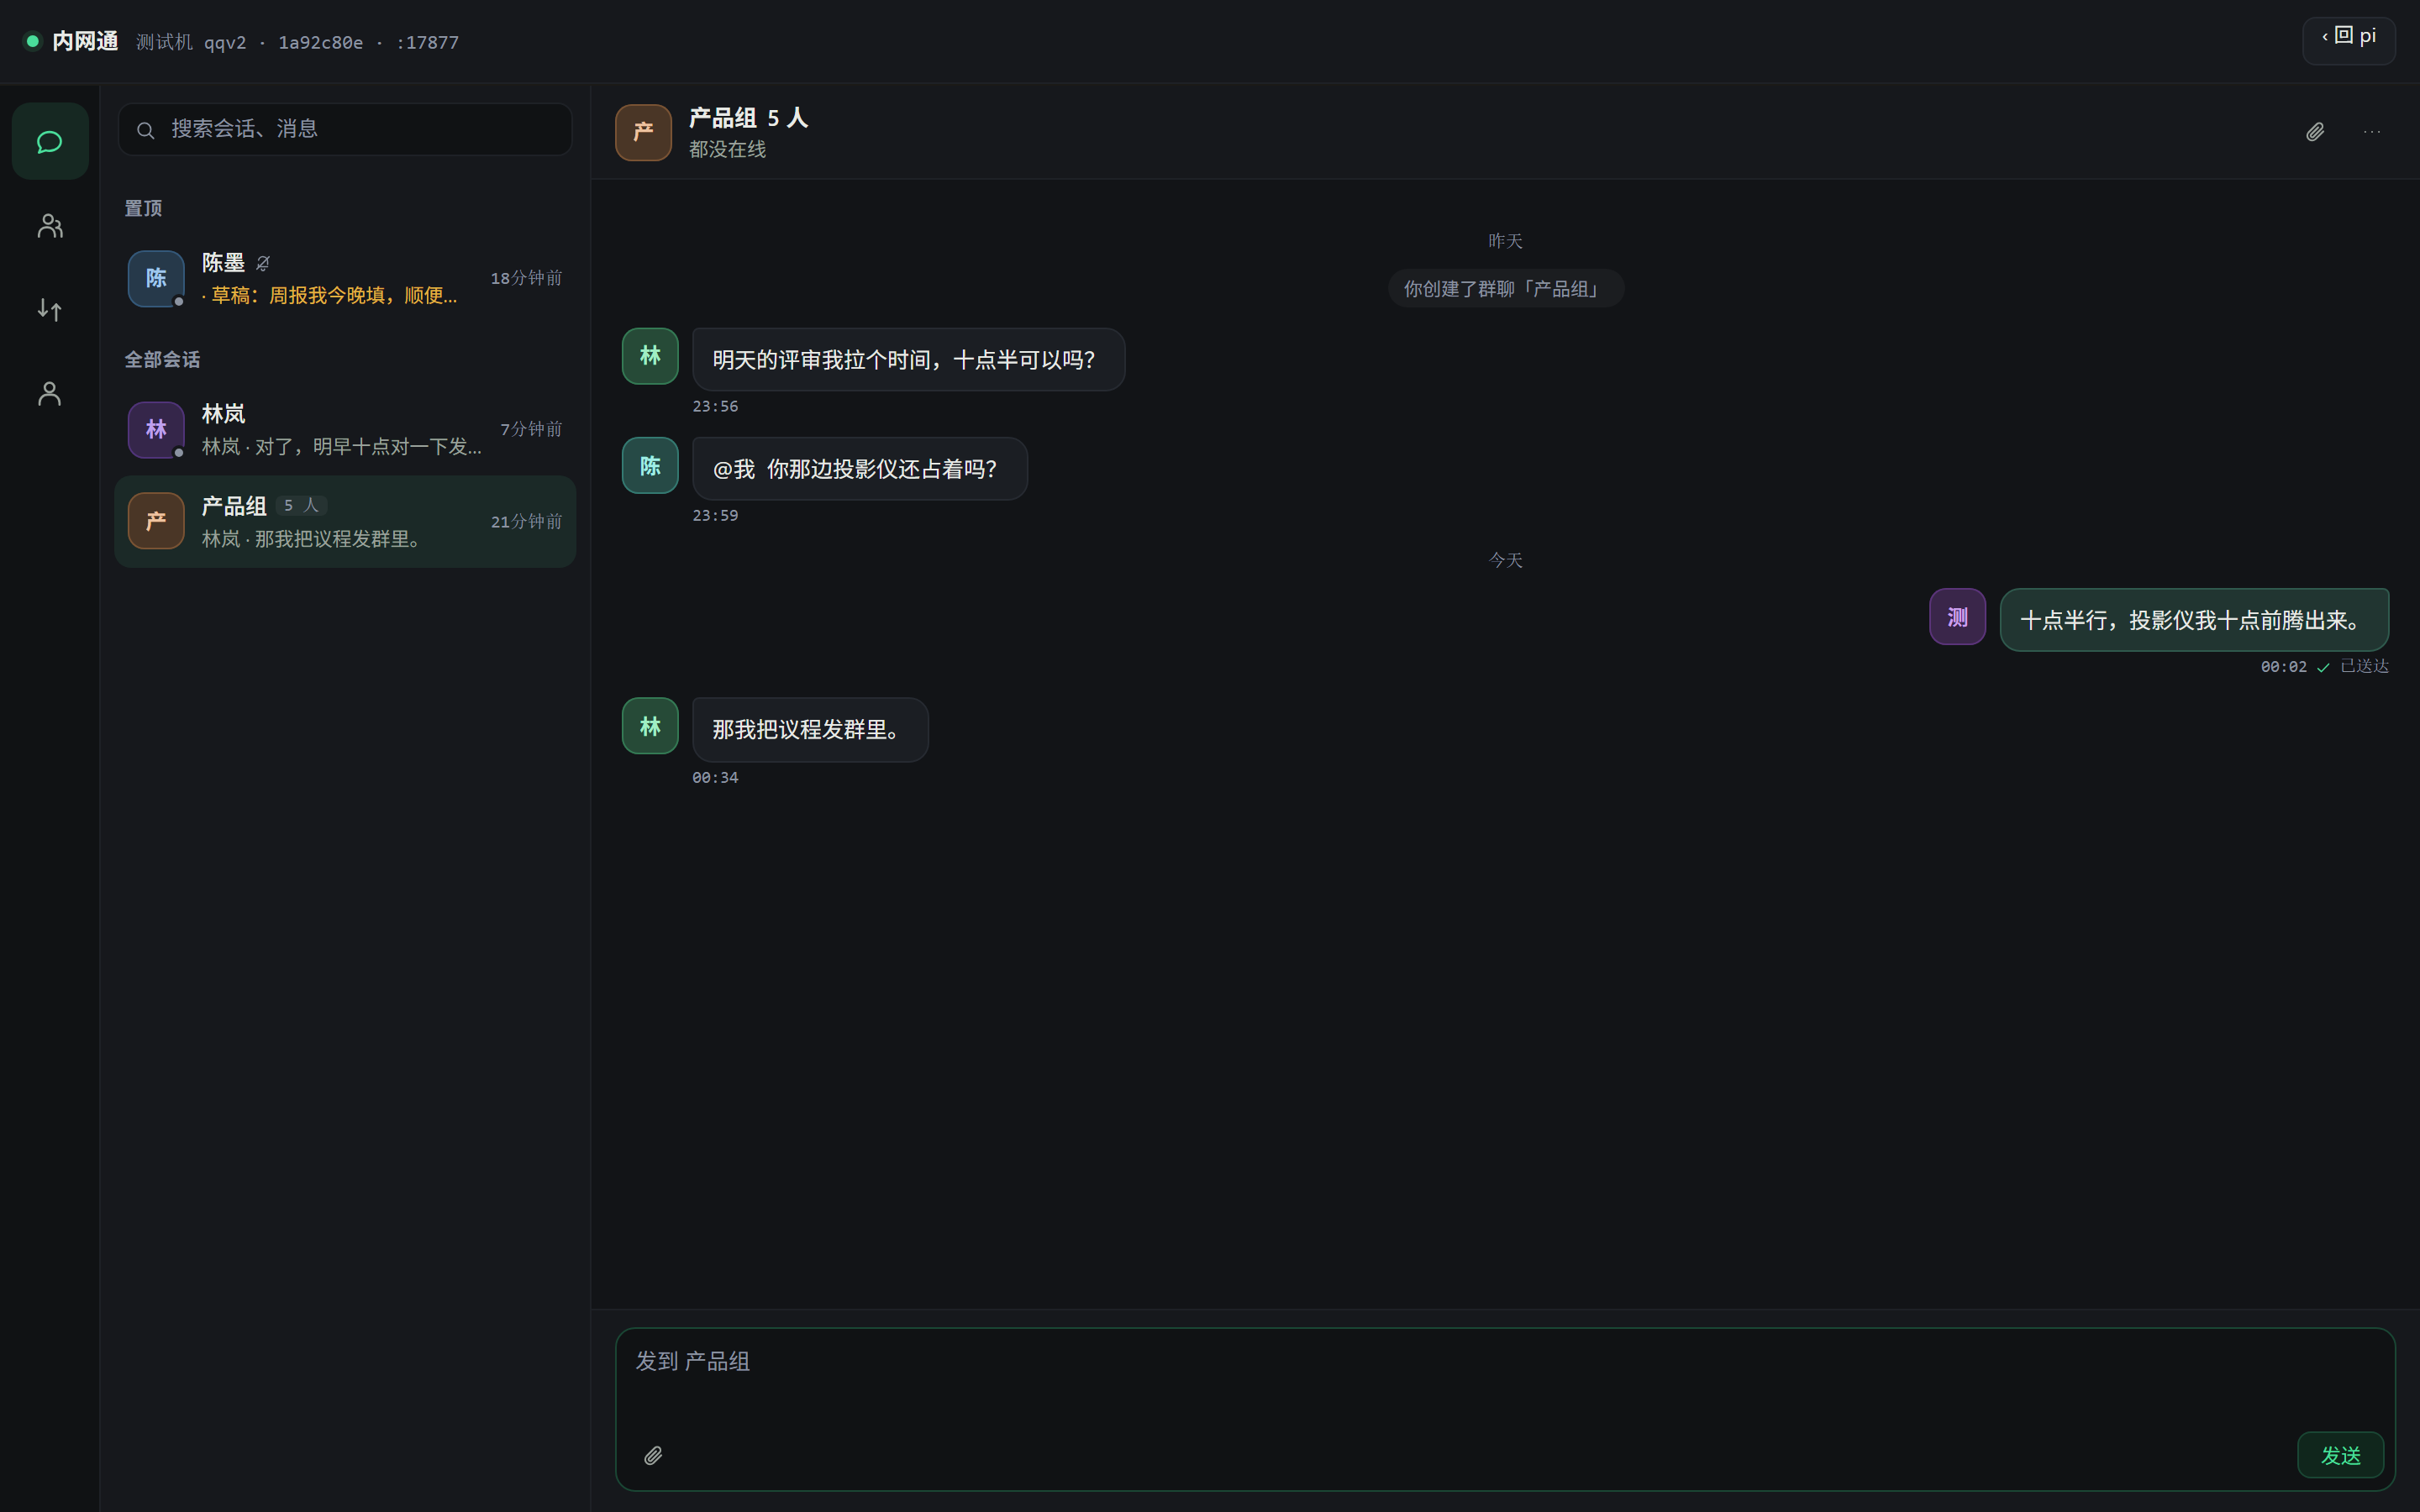 内网通 测试机 qqv2 · 1a92c80e · :17877
‹ 回 pi
搜索会话、消息
置顶
陈
陈墨
18分钟前
· 草稿：周报我今晚填，顺便...
全部会话
林
林岚
7分钟前
林岚 · 对了，明早十点对一下发...
产
产品组 5 人
21分钟前
林岚 · 那我把议程发群里。
产
产品组 5 人
都没在线
···
昨天
你创建了群聊「产品组」
林
明天的评审我拉个时间，十点半可以吗？
23:56
陈
@我 你那边投影仪还占着吗？
23:59
今天
测
十点半行，投影仪我十点前腾出来。
00:02 ✓ 已送达
林
那我把议程发群里。
00:34
发到 产品组
发送